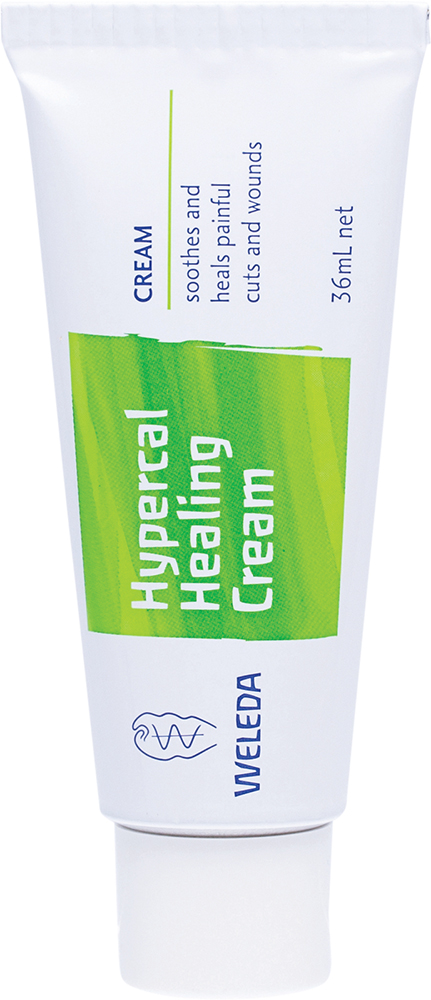 WELEDA
Hypercal
Healing
Cream
CREAM
soothes and
heals painful
cuts and wounds
36mL net